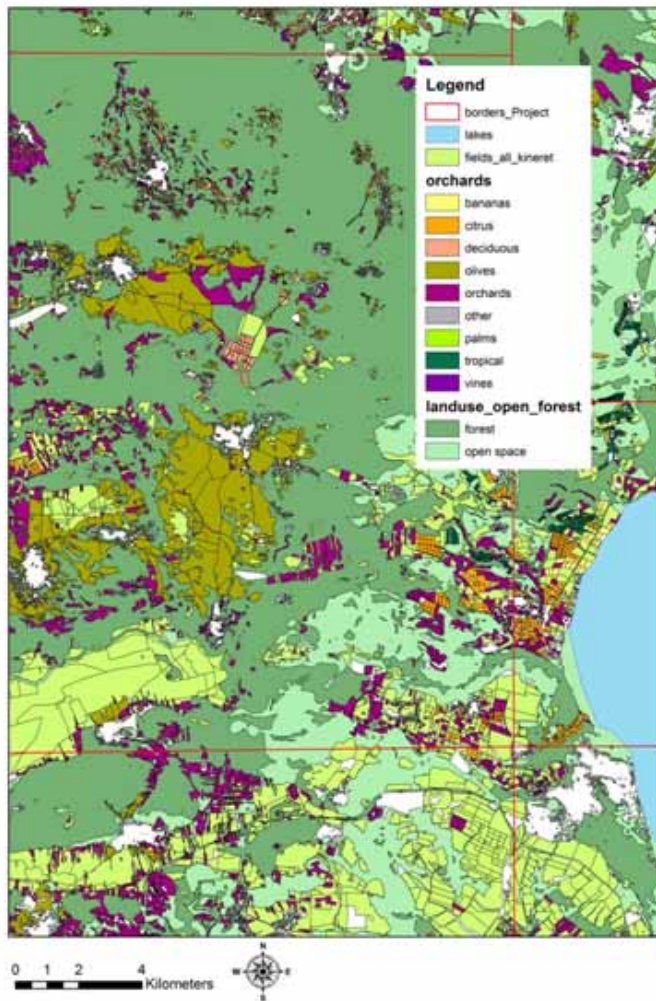 Legend
borders_Project
lakes
fields_all_kineret
orchards
bananas
citrus
deciduous
olives
orchards
other
palms
tropical
vines
landuse_open_forest
forest
open space
N
W E
S
0 1 2 4
Kilometers